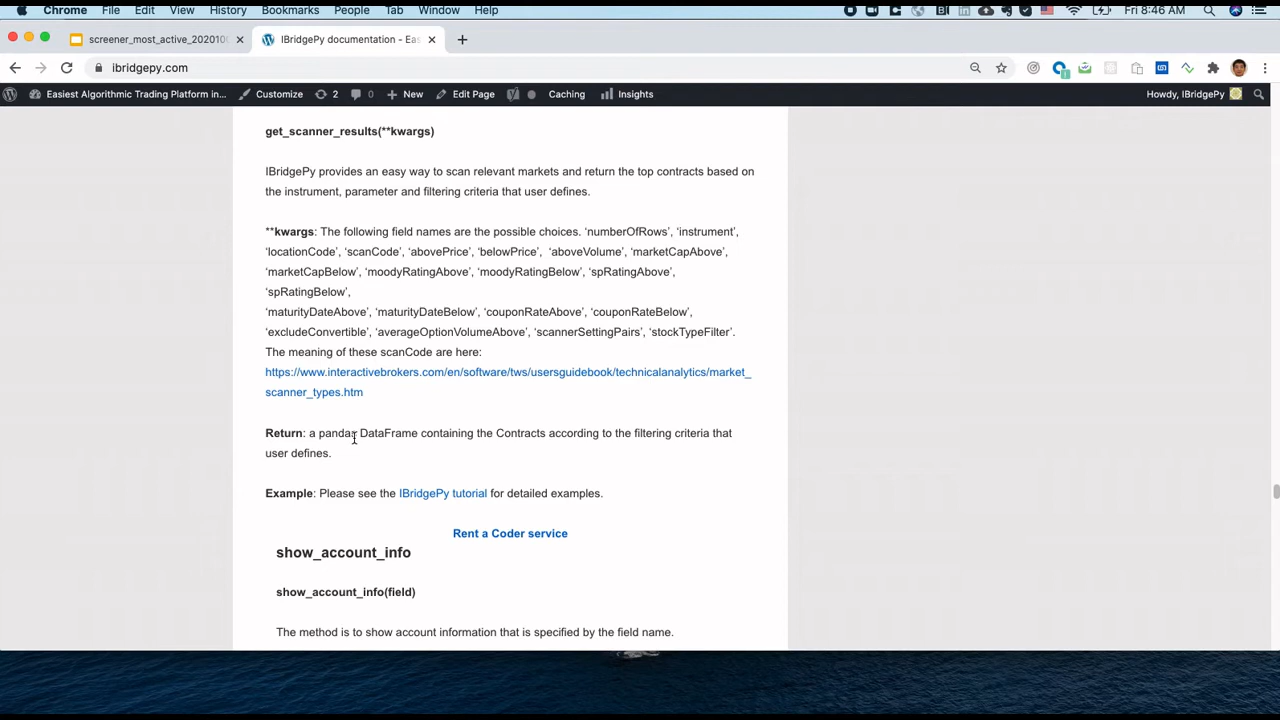 Chrome File Edit View History Bookmarks People Tab Window Help Fri 8:46 AM
screener_most_active_202010 IBridgePy documentation - Eas
ibridgepy.com
Easiest Algorithmic Trading Platform in... Customize 2 0 New Edit Page Caching Insights Howdy, IBridgePy
get_scanner_results(**kwargs)
IBridgePy provides an easy way to scan relevant markets and return the top contracts based on
the instrument, parameter and filtering criteria that user defines.
**kwargs: The following field names are the possible choices. ‘numberOfRows’, ‘instrument’,
‘locationCode’, ‘scanCode’, ‘abovePrice’, ‘belowPrice’, ‘aboveVolume’, ‘marketCapAbove’,
‘marketCapBelow’, ‘moodyRatingAbove’, ‘moodyRatingBelow’, ‘spRatingAbove’,
‘spRatingBelow’,
‘maturityDateAbove’, ‘maturityDateBelow’, ‘couponRateAbove’, ‘couponRateBelow’,
‘excludeConvertible’, ‘averageOptionVolumeAbove’, ‘scannerSettingPairs’, ‘stockTypeFilter’.
The meaning of these scanCode are here:
https://www.interactivebrokers.com/en/software/tws/usersguidebook/technicalanalytics/market_
scanner_types.htm
Return: a pandas DataFrame containing the Contracts according to the filtering criteria that
user defines.
Example: Please see the IBridgePy tutorial for detailed examples.
Rent a Coder service
show_account_info
show_account_info(field)
The method is to show account information that is specified by the field name.